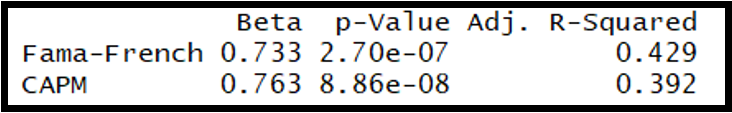 Beta p-Value Adj. R-Squared
Fama-French 0.733 2.70e-07 0.429
CAPM 0.763 8.86e-08 0.392